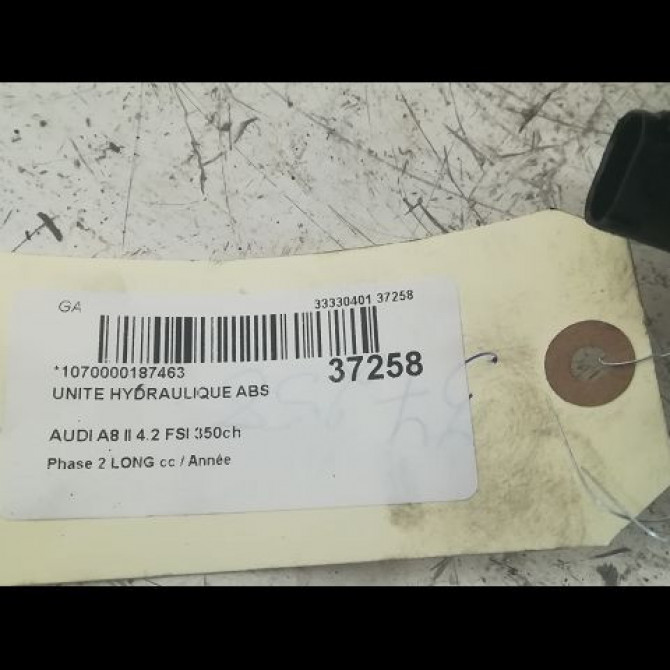 GA
33330401 37258
*1070000187463
37258
UNITE HYDRAULIQUE ABS
AUDI A8 II 4.2 FSI 350ch
Phase 2 LONG cc / Année